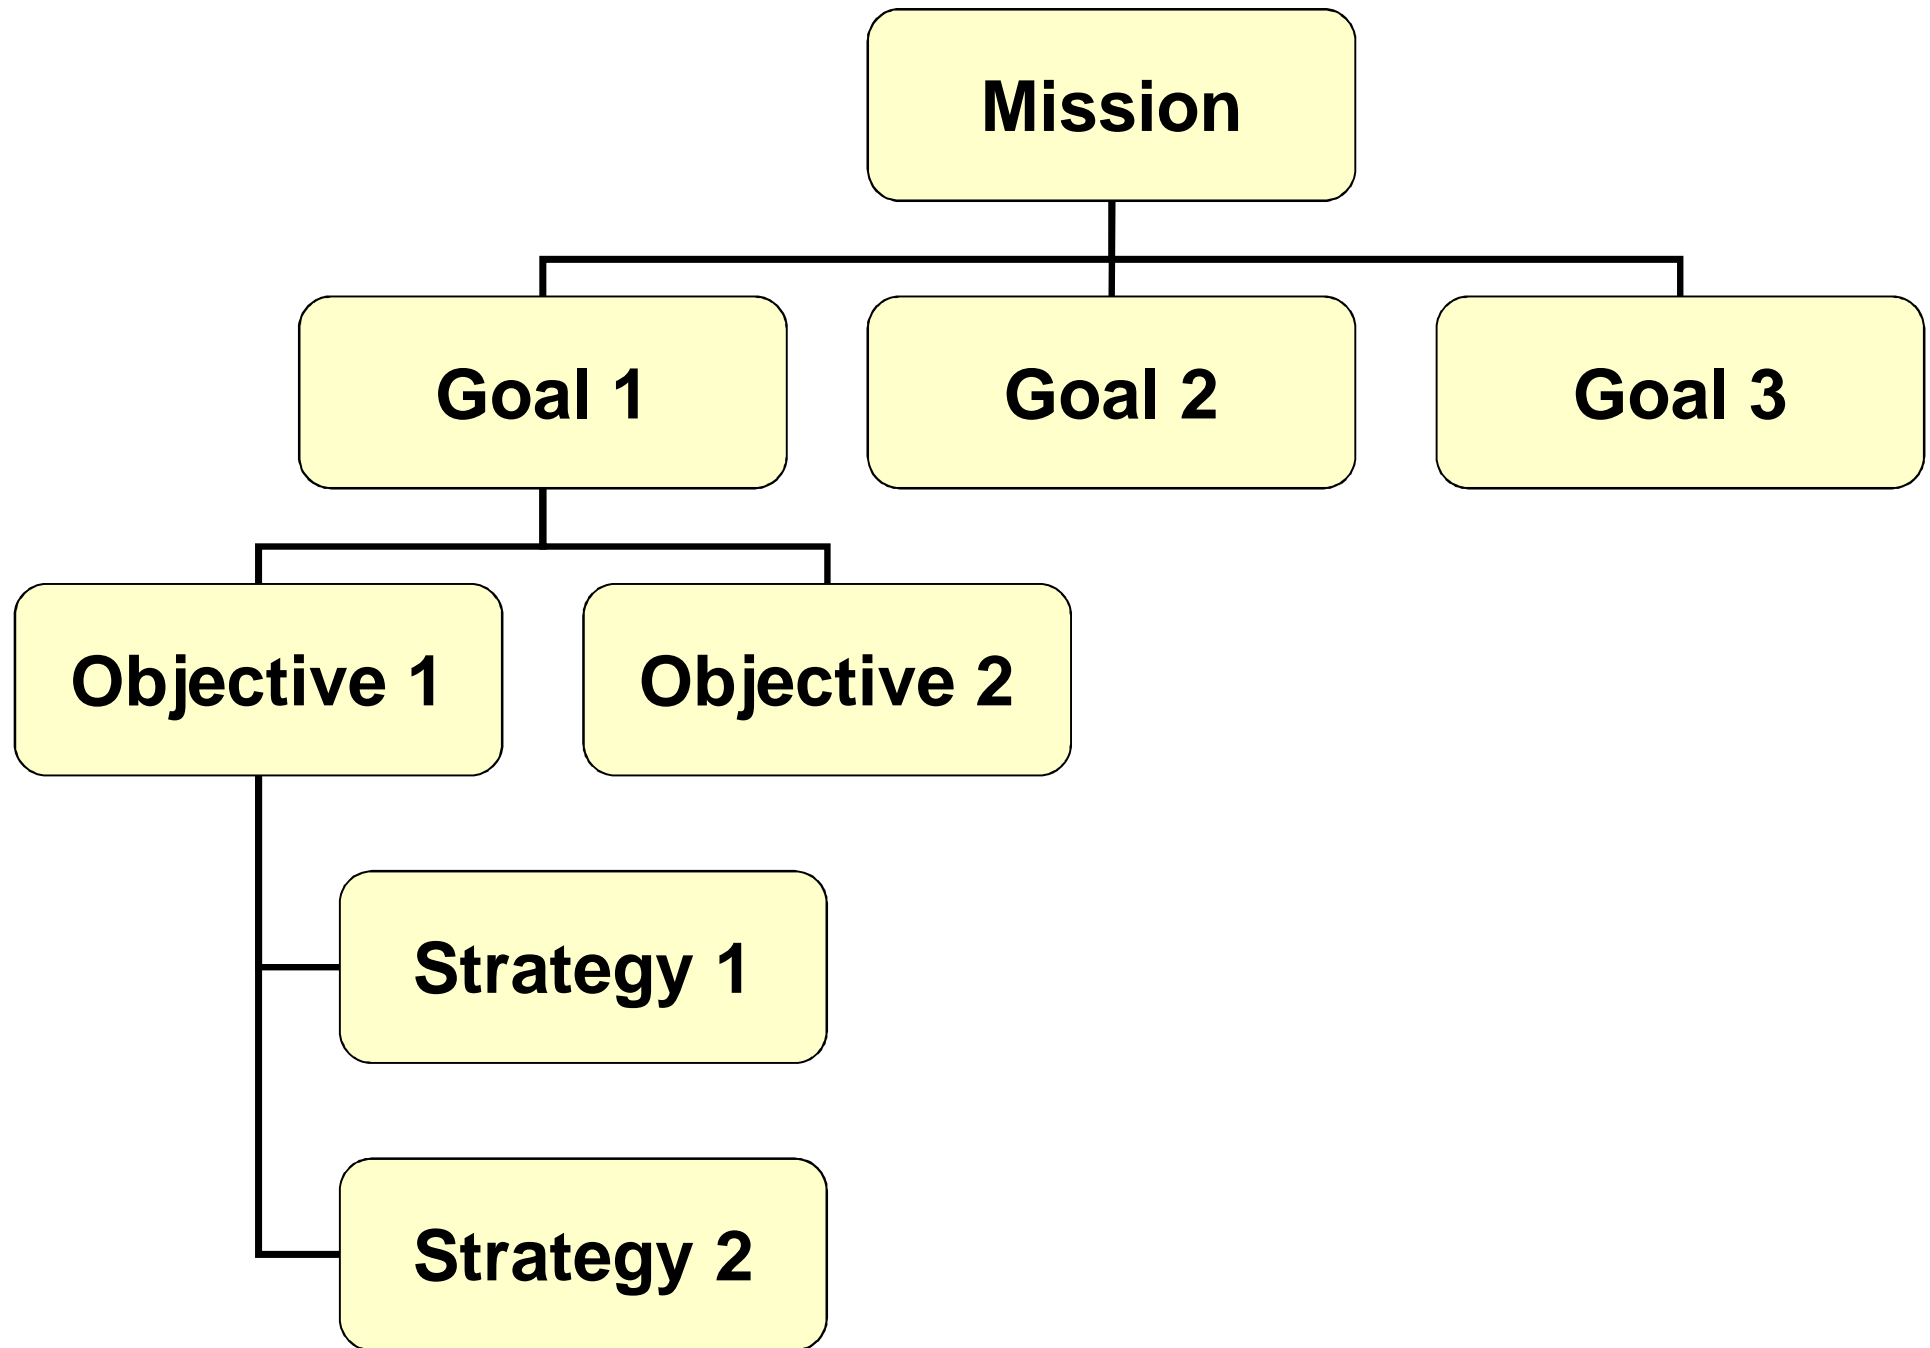 Mission
Goal 1
Goal 2
Goal 3
Objective 1
Objective 2
Strategy 1
Strategy 2